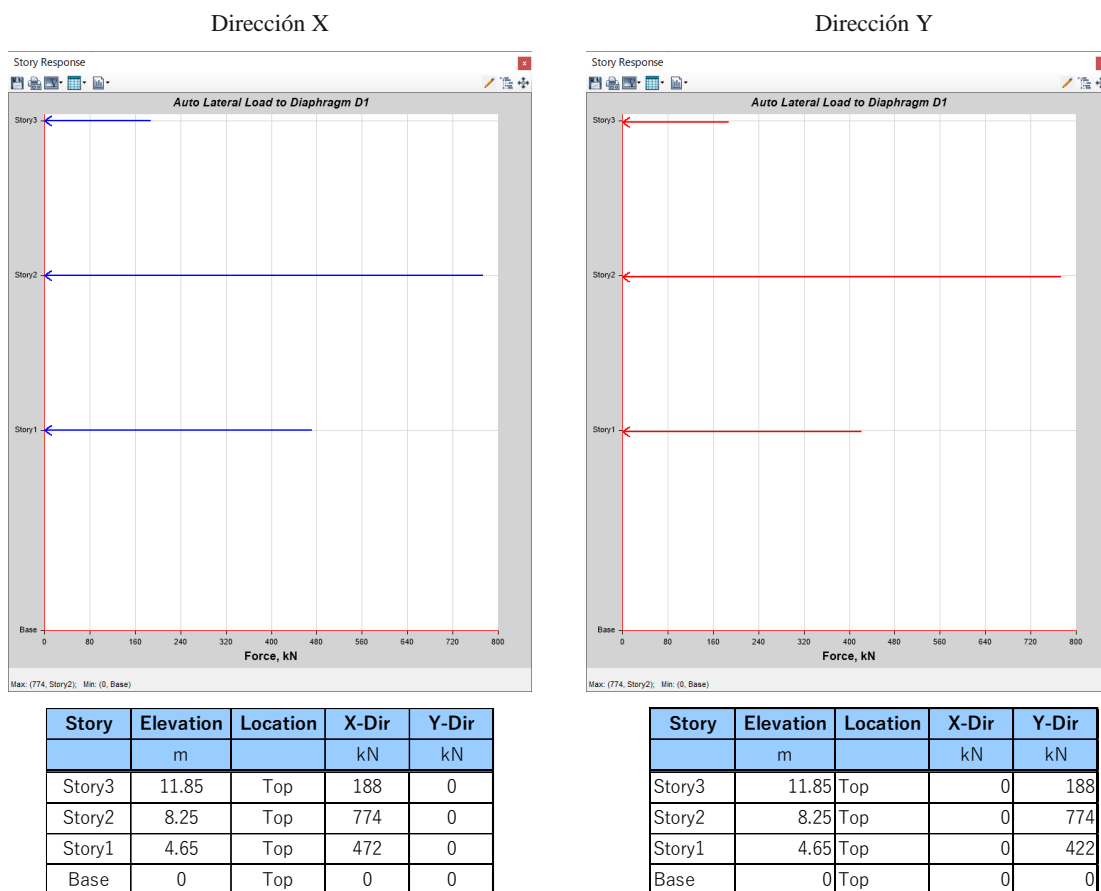 Dirección X
Story Response
x
Auto Lateral Load to Diaphragm D1
Story3
Story2
Story1
Base
0 80 160 240 320 400 480 560 640 720 800
Force, kN
Max: (774, Story2); Min: (0, Base)
Story Elevation Location X-Dir Y-Dir
m kN kN
Story3 11.85 Top 188 0
Story2 8.25 Top 774 0
Story1 4.65 Top 472 0
Base 0 Top 0 0
Dirección Y
Story Response
Auto Lateral Load to Diaphragm D1
Story3
Story2
Story1
Base
0 80 160 240 320 400 480 560 640 720 800
Force, kN
Max: (774, Story2); Min: (0, Base)
Story Elevation Location X-Dir Y-Dir
m kN kN
Story3 11.85 Top 0 188
Story2 8.25 Top 0 774
Story1 4.65 Top 0 422
Base 0 Top 0 0